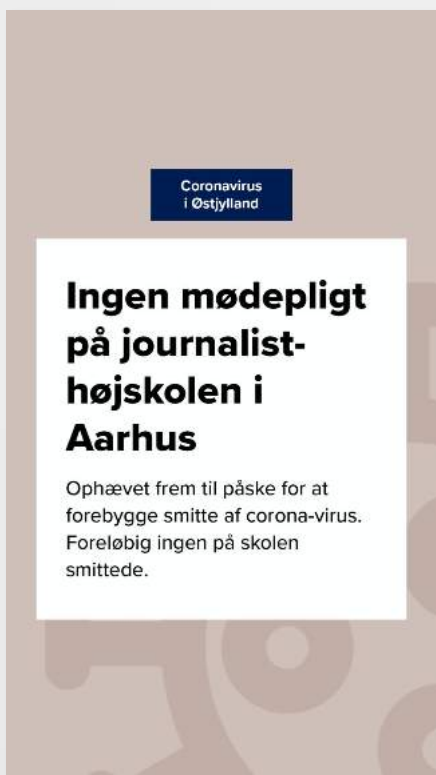 Coronavirus
i Østjylland
Ingen mødepligt
på journalist-
højskolen i
Aarhus
Ophævet frem til påske for at
forebygge smitte af corona-virus.
Foreløbig ingen på skolen
smittede.